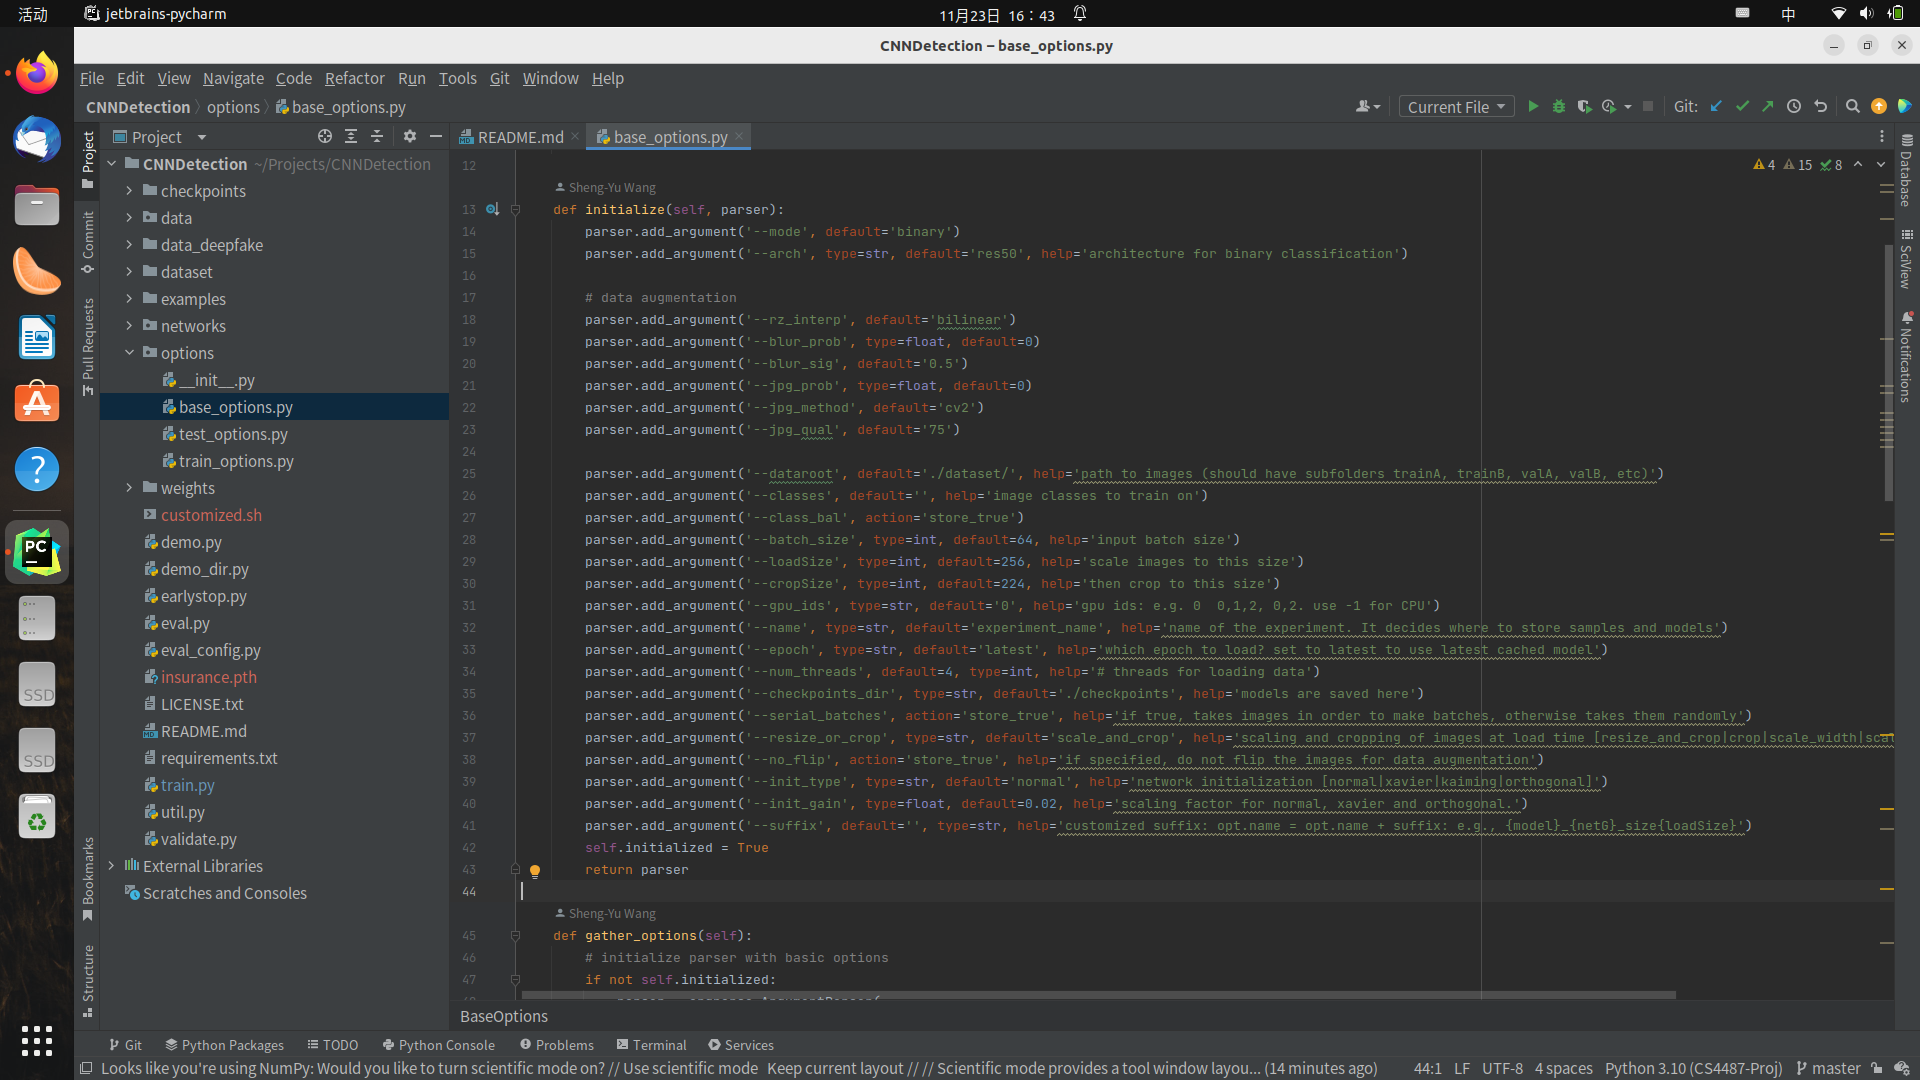 活动 jetbrains-pycharm 11月23日 16：43 中
CNNDetection – base_options.py
File Edit View Navigate Code Refactor Run Tools Git Window Help
CNNDetection options base_options.py Current File Git:
Project README.md base_options.py
CNNDetection ~/Projects/CNNDetection
checkpoints
data
data_deepfake
dataset
examples
networks
options
__init__.py
base_options.py
test_options.py
train_options.py
weights
customized.sh
demo.py
demo_dir.py
earlystop.py
eval.py
eval_config.py
insurance.pth
LICENSE.txt
README.md
requirements.txt
train.py
util.py
validate.py
External Libraries
Scratches and Consoles
Project
Commit
Pull Requests
Bookmarks
Structure
4 15 8
12
Sheng-Yu Wang
13 def initialize(self, parser):
14 parser.add_argument('--mode', default='binary')
15 parser.add_argument('--arch', type=str, default='res50', help='architecture for binary classification')
16
17 # data augmentation
18 parser.add_argument('--rz_interp', default='bilinear')
19 parser.add_argument('--blur_prob', type=float, default=0)
20 parser.add_argument('--blur_sig', default='0.5')
21 parser.add_argument('--jpg_prob', type=float, default=0)
22 parser.add_argument('--jpg_method', default='cv2')
23 parser.add_argument('--jpg_qual', default='75')
24
25 parser.add_argument('--dataroot', default='./dataset/', help='path to images (should have subfolders trainA, trainB, valA, valB, etc)')
26 parser.add_argument('--classes', default='', help='image classes to train on')
27 parser.add_argument('--class_bal', action='store_true')
28 parser.add_argument('--batch_size', type=int, default=64, help='input batch size')
29 parser.add_argument('--loadSize', type=int, default=256, help='scale images to this size')
30 parser.add_argument('--cropSize', type=int, default=224, help='then crop to this size')
31 parser.add_argument('--gpu_ids', type=str, default='0', help='gpu ids: e.g. 0  0,1,2, 0,2. use -1 for CPU')
32 parser.add_argument('--name', type=str, default='experiment_name', help='name of the experiment. It decides where to store samples and models')
33 parser.add_argument('--epoch', type=str, default='latest', help='which epoch to load? set to latest to use latest cached model')
34 parser.add_argument('--num_threads', default=4, type=int, help='# threads for loading data')
35 parser.add_argument('--checkpoints_dir', type=str, default='./checkpoints', help='models are saved here')
36 parser.add_argument('--serial_batches', action='store_true', help='if true, takes images in order to make batches, otherwise takes them randomly')
37 parser.add_argument('--resize_or_crop', type=str, default='scale_and_crop', help='scaling and cropping of images at load time [resize_and_crop|crop|scale_width|scal
38 parser.add_argument('--no_flip', action='store_true', help='if specified, do not flip the images for data augmentation')
39 parser.add_argument('--init_type', type=str, default='normal', help='network initialization [normal|xavier|kaiming|orthogonal]')
40 parser.add_argument('--init_gain', type=float, default=0.02, help='scaling factor for normal, xavier and orthogonal.')
41 parser.add_argument('--suffix', default='', type=str, help='customized suffix: opt.name = opt.name + suffix: e.g., {model}_{netG}_size{loadSize}')
42 self.initialized = True
43 return parser
44
Sheng-Yu Wang
45 def gather_options(self):
46 # initialize parser with basic options
47 if not self.initialized:
BaseOptions
Database
SciView
Notifications
SSD
SSD
Git Python Packages TODO Python Console Problems Terminal Services
Looks like you're using NumPy: Would you like to turn scientific mode on? // Use scientific mode Keep current layout // // Scientific mode provides a tool window layou... (14 minutes ago) 44:1 LF UTF-8 4 spaces Python 3.10 (CS4487-Proj) master